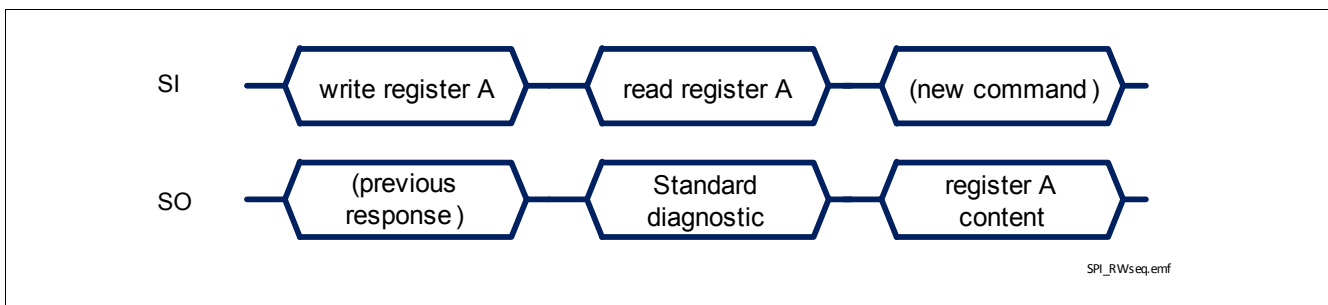 SI
write register A
read register A
(new command)
SO
(previous
response)
Standard
diagnostic
register A
content
SPI_RWseq.emf